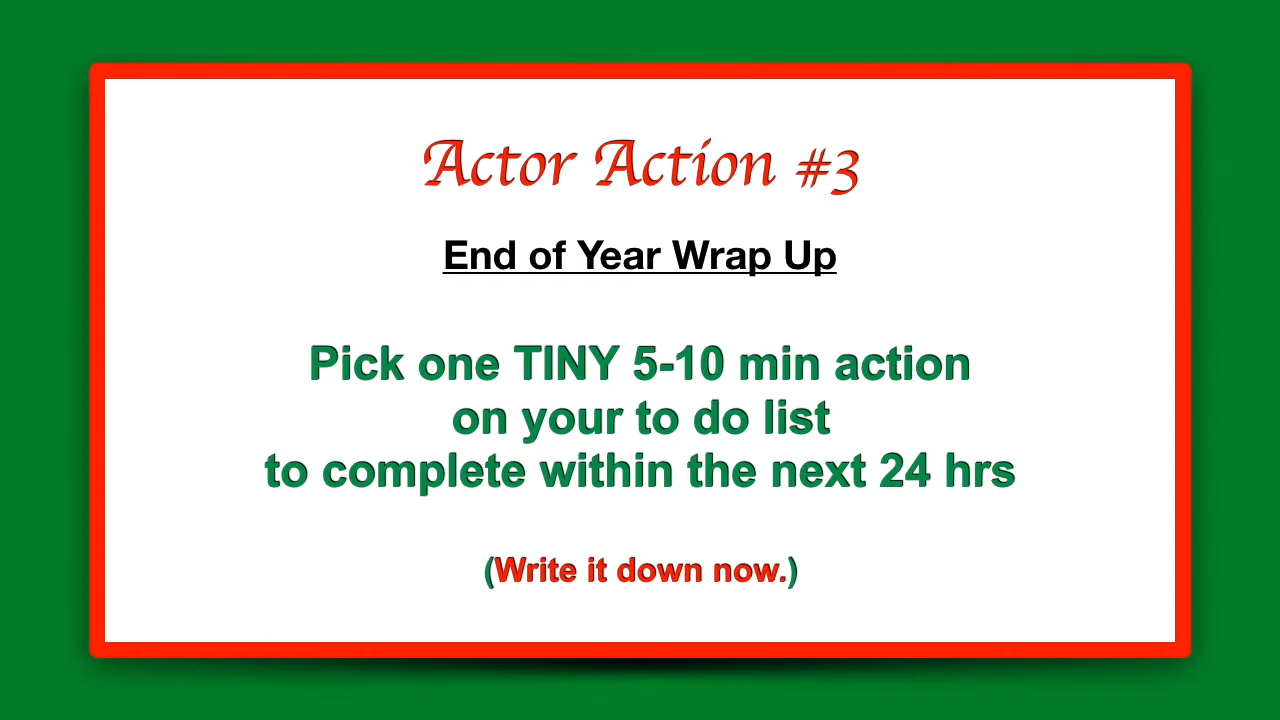 Actor Action #3
End of Year Wrap Up
Pick one TINY 5-10 min action
on your to do list
to complete within the next 24 hrs
(Write it down now.)